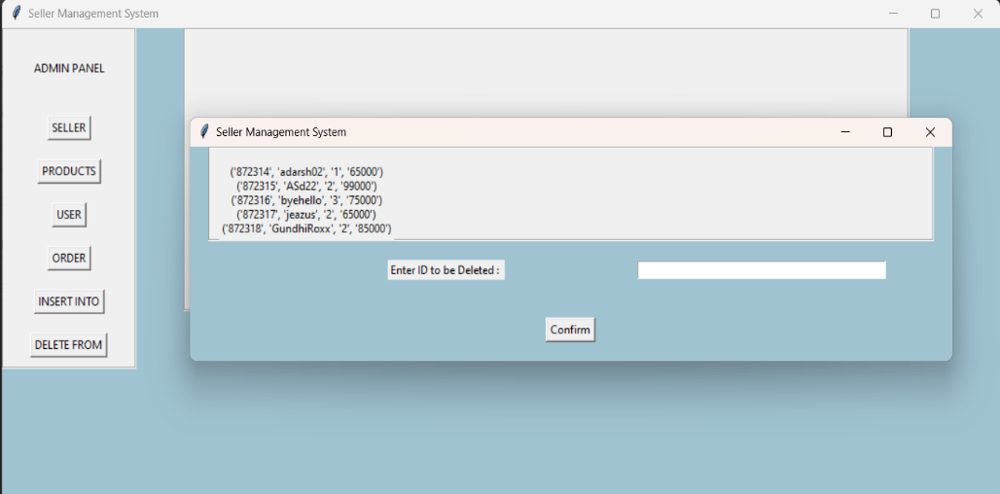 Seller Management System
ADMIN PANEL
SELLER
PRODUCTS
USER
ORDER
INSERT INTO
DELETE FROM
Seller Management System
('872314', 'adarsh02', '1', '65000')
('872315', 'ASd22', '2', '99000')
('872316', 'byehello', '3', '75000')
('872317', 'jeazus', '2', '65000')
('872318', 'GundhiRoxx', '2', '85000')
Enter ID to be Deleted :
Confirm